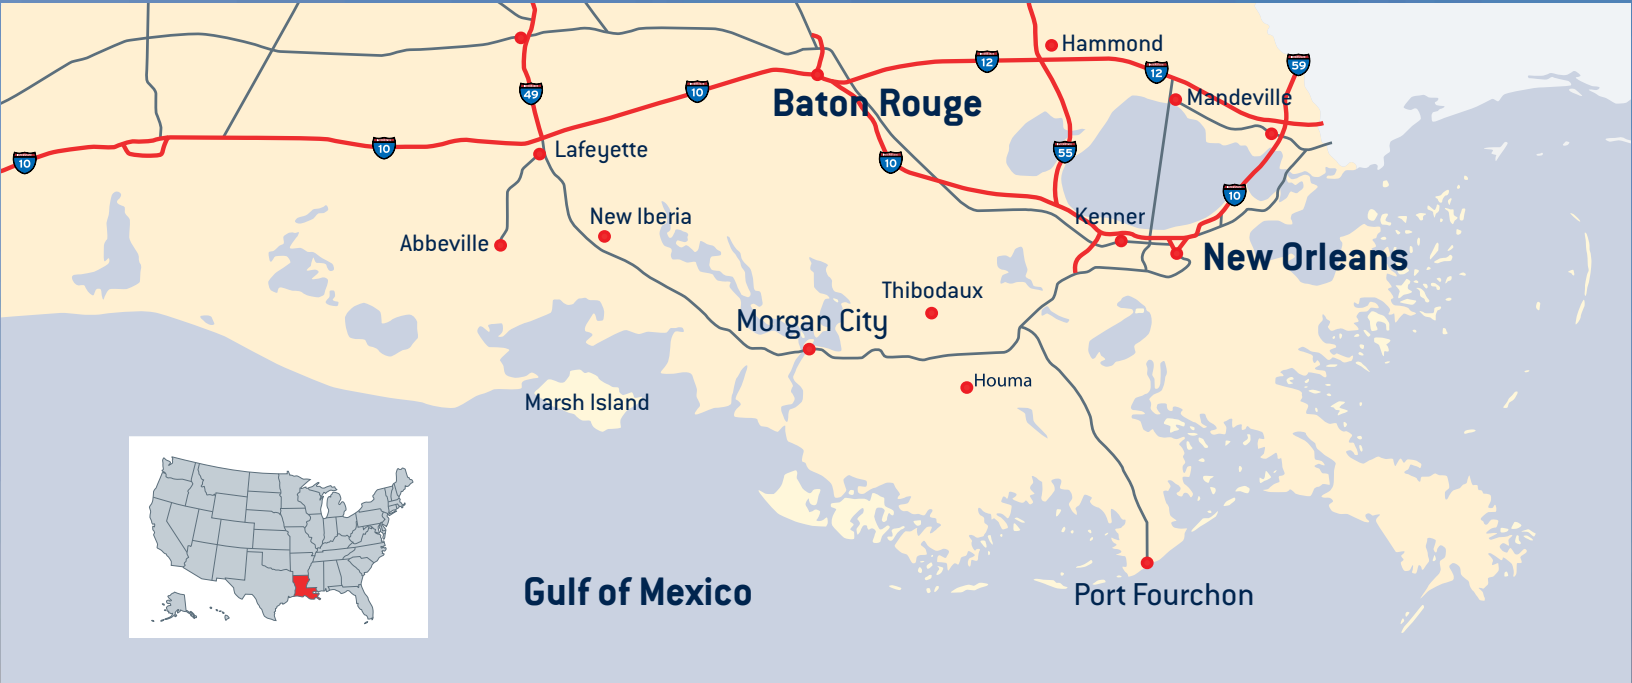 Hammond
12
59
12
49
10
Mandeville
Baton Rouge
10
10
Lafeyette
55
10
10
New Iberia
Kenner
Abbeville
New Orleans
Thibodaux
Morgan City
Houma
Marsh Island
Gulf of Mexico
Port Fourchon